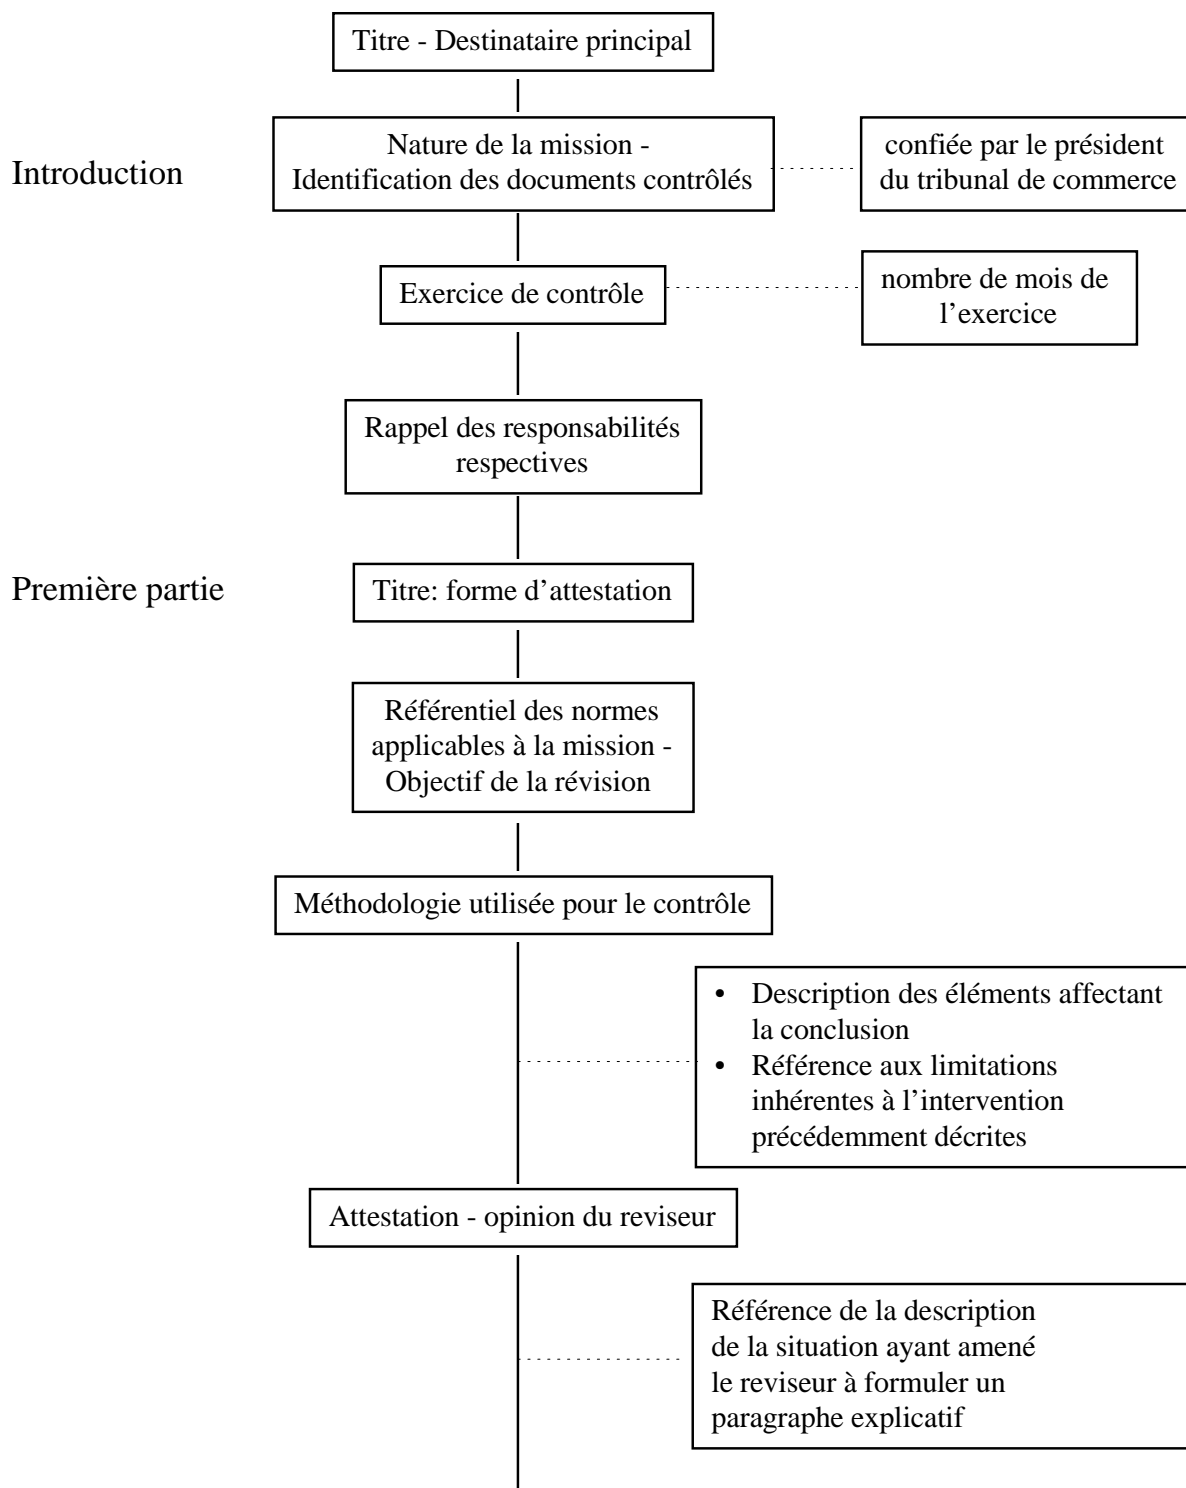 Titre - Destinataire principal
Introduction
Nature de la mission -
Identification des documents contrôlés
confiée par le président
du tribunal de commerce
Exercice de contrôle
nombre de mois de
l’exercice
Rappel des responsabilités
respectives
Première partie
Titre: forme d’attestation
Référentiel des normes
applicables à la mission -
Objectif de la révision
Méthodologie utilisée pour le contrôle
• Description des éléments affectant
la conclusion
• Référence aux limitations
inhérentes à l’intervention
précédemment décrites
Attestation - opinion du reviseur
Référence de la description
de la situation ayant amené
le reviseur à formuler un
paragraphe explicatif